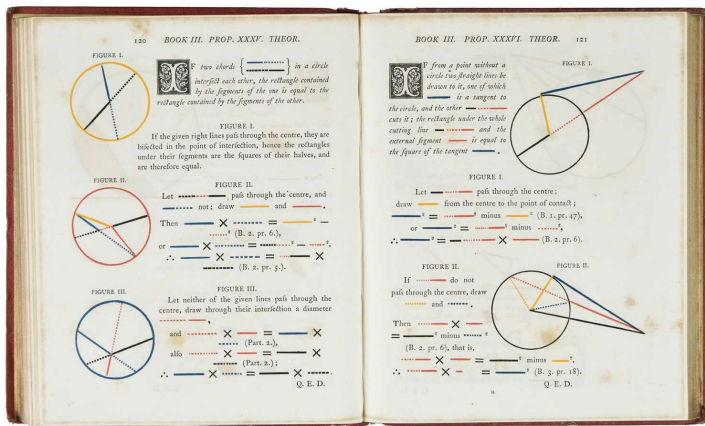 120 BOOK III. PROP. XXXV. THEOR.
FIGURE I.
IF two chords { } in a circle
interſect each other, the rectangle contained
by the ſegments of the one is equal to the
rectangle contained by the ſegments of the other.
FIGURE I.
If the given right lines paſs through the centre, they are
biſected in the point of interſection, hence the rectangles
under their ſegments are the ſquares of their halves, and
are therefore equal.
FIGURE II.
FIGURE II.
Let paſs through the centre, and
not; draw and ;
Then × = ² −
² (B. 2. pr. 6.),
or × = ² − ²,
∴ × = ×
(B. 2. pr. 5.).
FIGURE III.
FIGURE III.
Let neither of the given lines paſs through the
centre, draw through their interſection a diameter
,
and × = ×
(Part. 2.),
alſo × = ×
(Part. 2.);
∴ × = × .
Q. E. D.
BOOK III. PROP. XXXVI. THEOR. 121
FIGURE I.
IF from a point without a
circle two ſtraight lines be
drawn to it, one of which
is a tangent to
the circle, and the other
cuts it; the rectangle under the whole
cutting line and the
external ſegment is equal to
the ſquare of the tangent .
FIGURE I.
Let paſs through the centre;
draw from the centre to the point of contact;
² = ² minus ² (B. 1. pr. 47),
or ² = ² minus ²,
∴ ² = × (B. 2. pr. 6).
FIGURE II.
FIGURE II.
If do not
paſs through the centre, draw
and .
Then ×
= ² minus ²
(B. 2. pr. 6), that is,
× = ² minus ²,
∴ × = ² (B. 3. pr. 18).
Q. E. D.